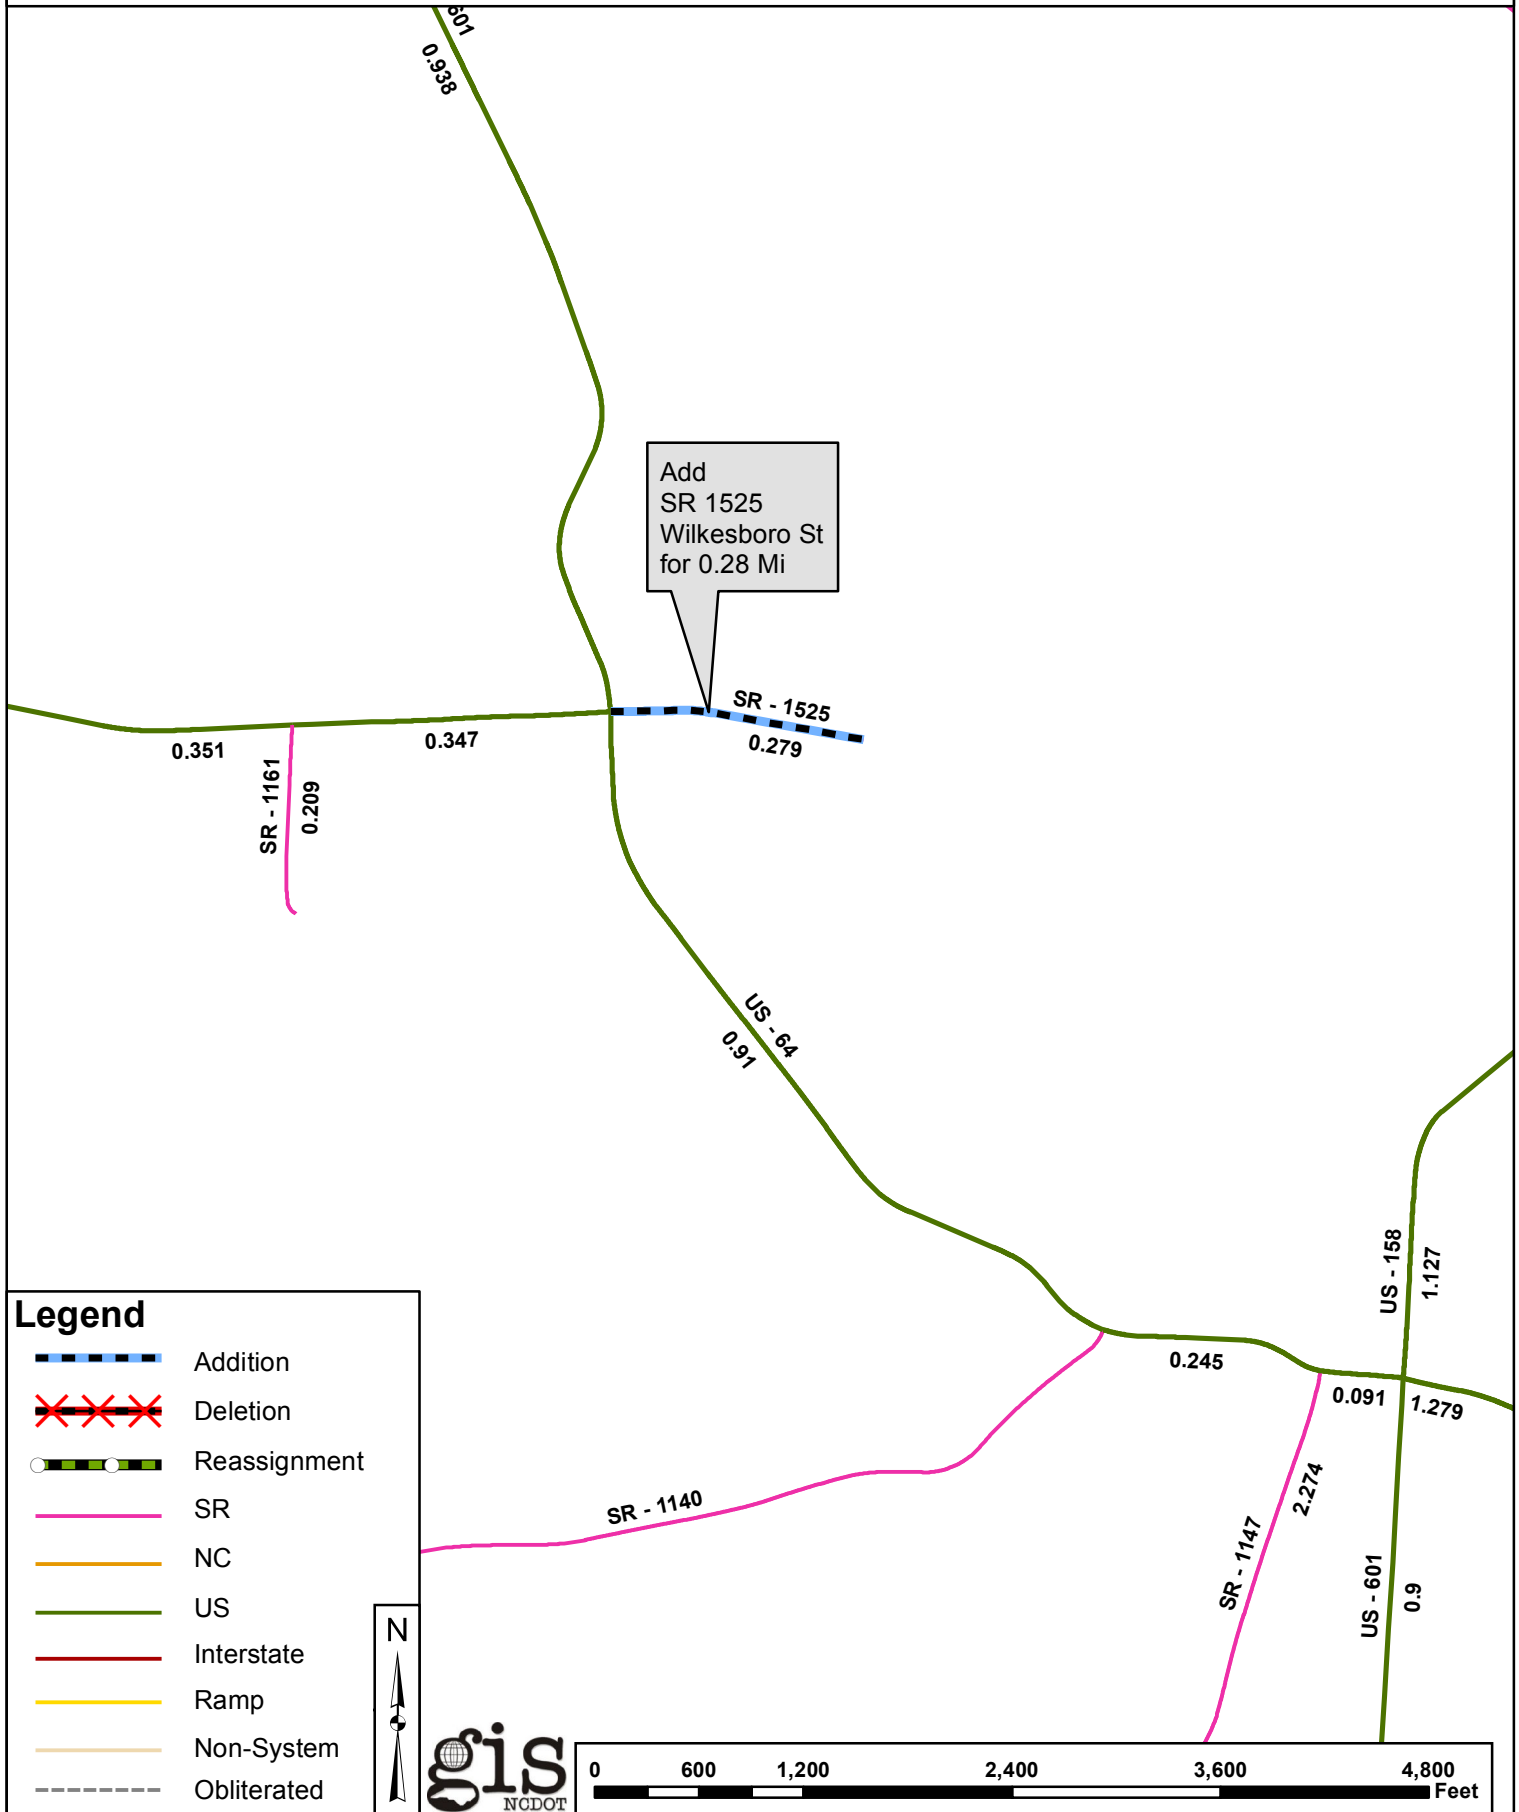 601
0.938
Add
SR 1525
Wilkesboro St
for 0.28 Mi
SR - 1525
0.279
0.351
0.347
SR - 1161
0.209
US - 64
0.91
US - 158
1.127
0.245
0.091
1.279
SR - 1140
SR - 1147
2.274
US - 601
0.9
Legend
Addition
Deletion
Reassignment
SR
NC
US
Interstate
Ramp
Non-System
Obliterated
N
gis
NCDOT
0 600 1,200 2,400 3,600 4,800
Feet